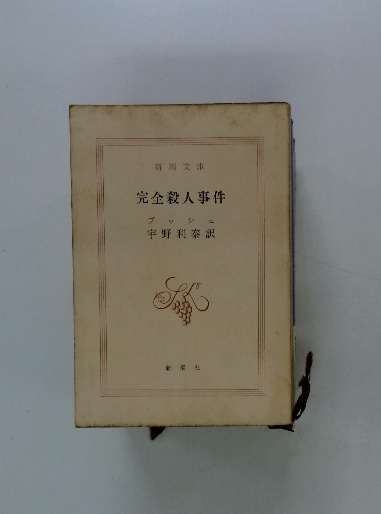 新潮文庫
完全殺人事件
ブッシュ
宇野利泰訳
新潮社